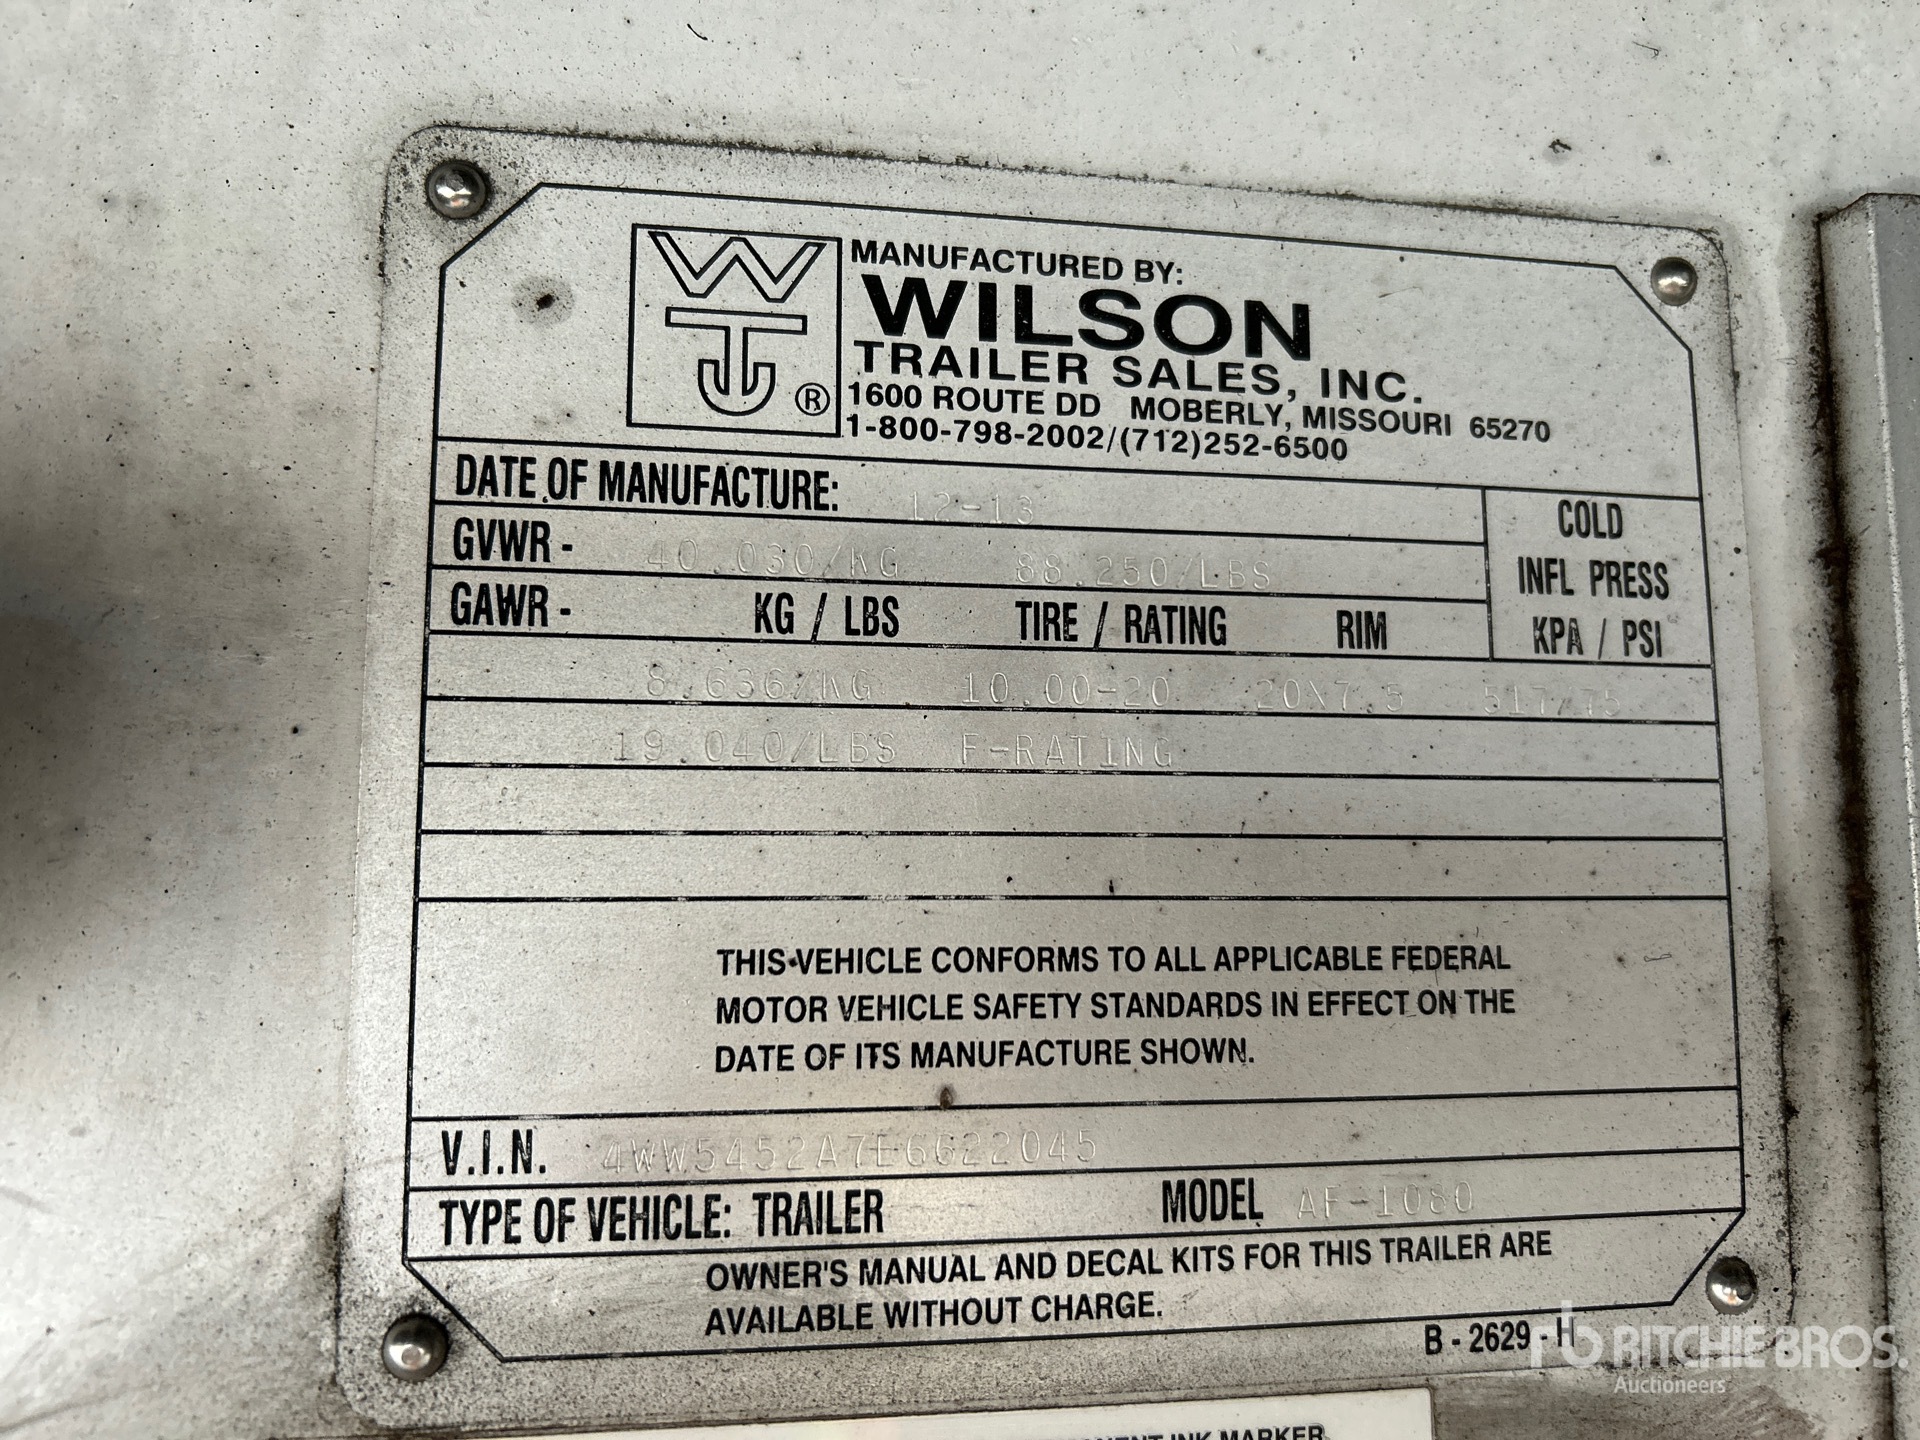 WTJ®
MANUFACTURED BY:
WILSON
TRAILER SALES, INC.
1600 ROUTE DD MOBERLY, MISSOURI 65270
1-800-798-2002/(712)252-6500
DATE OF MANUFACTURE: 12-13
GVWR - 40.030/KG 88.250/LBS
GAWR - KG / LBS TIRE / RATING RIM
COLD
INFL PRESS
KPA / PSI
8.636/KG 10.00-20 20X7.5 517/75
19.040/LBS F-RATING
THIS VEHICLE CONFORMS TO ALL APPLICABLE FEDERAL
MOTOR VEHICLE SAFETY STANDARDS IN EFFECT ON THE
DATE OF ITS MANUFACTURE SHOWN.
V.I.N. 4WW5452A7E6622045
TYPE OF VEHICLE: TRAILER MODEL AF-1080
OWNER'S MANUAL AND DECAL KITS FOR THIS TRAILER ARE
AVAILABLE WITHOUT CHARGE.
B - 2629 - H
rb RITCHIE BROS.
Auctioneers
INK MARKER